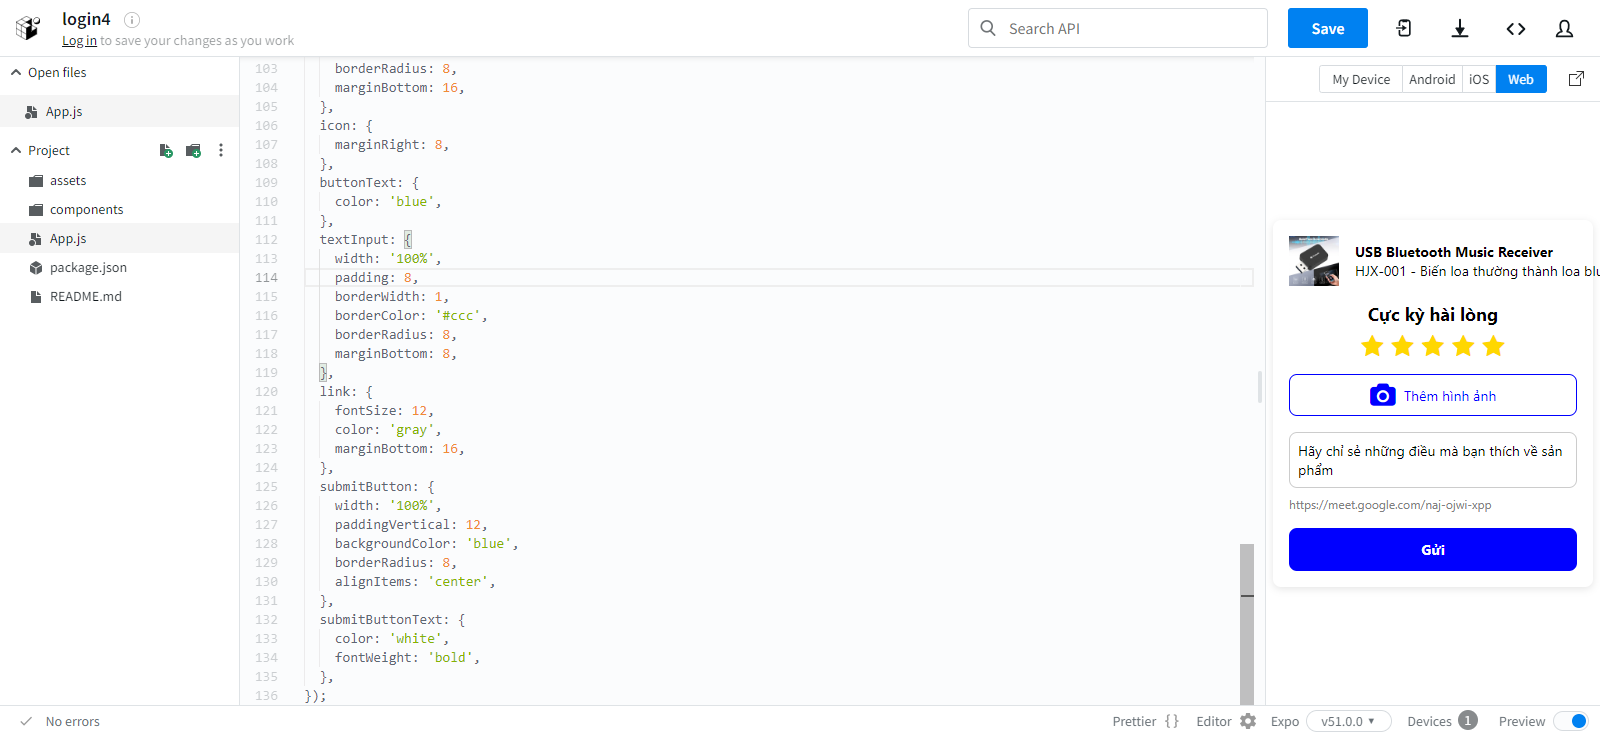 login4
Log in to save your changes as you work
Search API
Save
Open files
App.js
Project
assets
components
App.js
package.json
README.md
103 borderRadius: 8,
104 marginBottom: 16,
105 },
106 icon: {
107 marginRight: 8,
108 },
109 buttonText: {
110 color: 'blue',
111 },
112 textInput: {
113 width: '100%',
114 padding: 8,
115 borderWidth: 1,
116 borderColor: '#ccc',
117 borderRadius: 8,
118 marginBottom: 8,
119 },
120 link: {
121 fontSize: 12,
122 color: 'gray',
123 marginBottom: 16,
124 },
125 submitButton: {
126 width: '100%',
127 paddingVertical: 12,
128 backgroundColor: 'blue',
129 borderRadius: 8,
130 alignItems: 'center',
131 },
132 submitButtonText: {
133 color: 'white',
134 fontWeight: 'bold',
135 },
136 });
My Device Android iOS Web
USB Bluetooth Music Receiver
HJX-001 - Biến loa thường thành loa blu
Cực kỳ hài lòng
Thêm hình ảnh
Hãy chỉ sẻ những điều mà bạn thích về sản
phẩm
https://meet.google.com/naj-ojwi-xpp
Gửi
No errors
Prettier {} Editor Expo v51.0.0 Devices 1 Preview